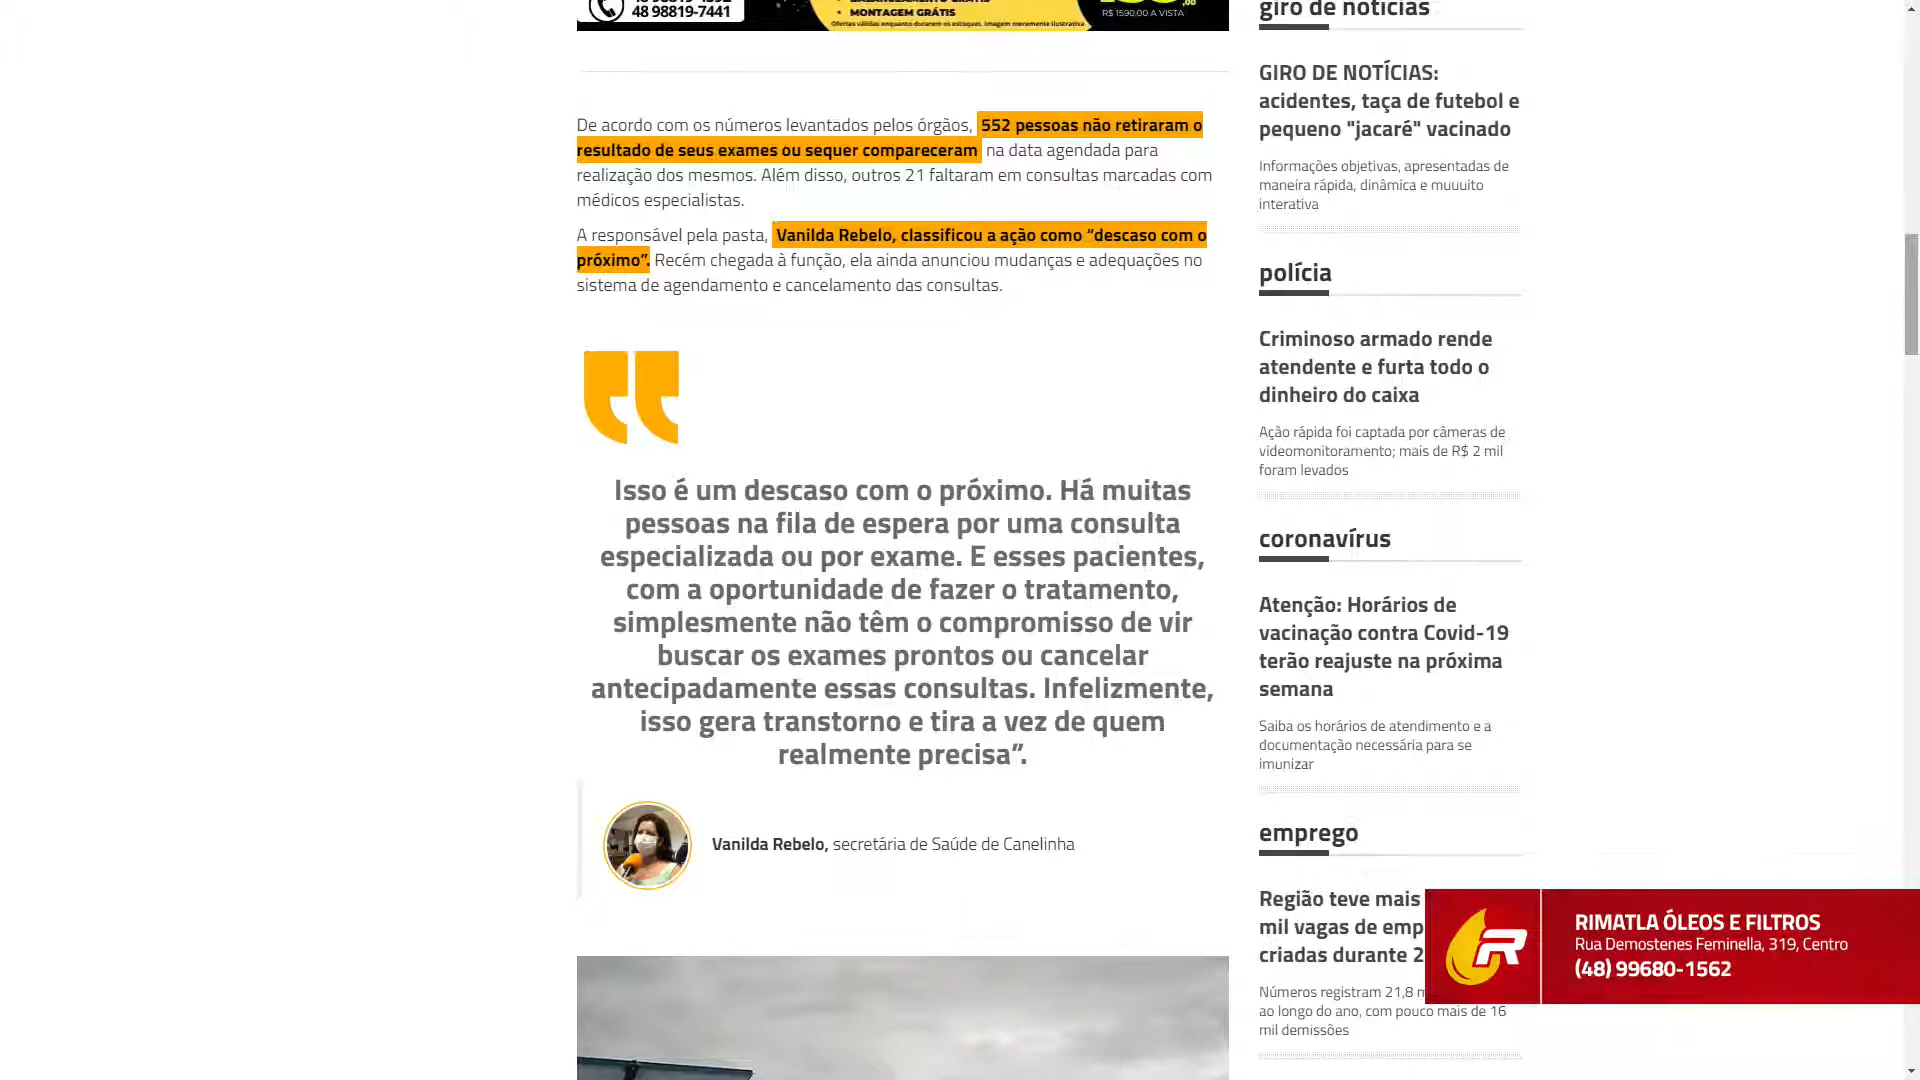 48 98819-7441
MONTAGEM GRÁTIS
Ofertas válidas enquanto durarem os estoques. Imagem meramente ilustrativa
R$ 1590,00 A VISTA
De acordo com os números levantados pelos órgãos, 552 pessoas não retiraram o
resultado de seus exames ou sequer compareceram na data agendada para
realização dos mesmos. Além disso, outros 21 faltaram em consultas marcadas com
médicos especialistas.
A responsável pela pasta, Vanilda Rebelo, classificou a ação como “descaso com o
próximo”. Recém chegada à função, ela ainda anunciou mudanças e adequações no
sistema de agendamento e cancelamento das consultas.
Isso é um descaso com o próximo. Há muitas
pessoas na fila de espera por uma consulta
especializada ou por exame. E esses pacientes,
com a oportunidade de fazer o tratamento,
simplesmente não têm o compromisso de vir
buscar os exames prontos ou cancelar
antecipadamente essas consultas. Infelizmente,
isso gera transtorno e tira a vez de quem
realmente precisa”.
Vanilda Rebelo, secretária de Saúde de Canelinha
giro de notícias
GIRO DE NOTÍCIAS:
acidentes, taça de futebol e
pequeno "jacaré" vacinado
Informações objetivas, apresentadas de
maneira rápida, dinâmica e muuuito
interativa
polícia
Criminoso armado rende
atendente e furta todo o
dinheiro do caixa
Ação rápida foi captada por câmeras de
videomonitoramento; mais de R$ 2 mil
foram levados
coronavírus
Atenção: Horários de
vacinação contra Covid-19
terão reajuste na próxima
semana
Saiba os horários de atendimento e a
documentação necessária para se
imunizar
emprego
Região teve mais
mil vagas de emp
criadas durante 2
Números registram 21,8 m
ao longo do ano, com pouco mais de 16
mil demissões
R
RIMATLA ÓLEOS E FILTROS
Rua Demostenes Feminella, 319, Centro
(48) 99680-1562